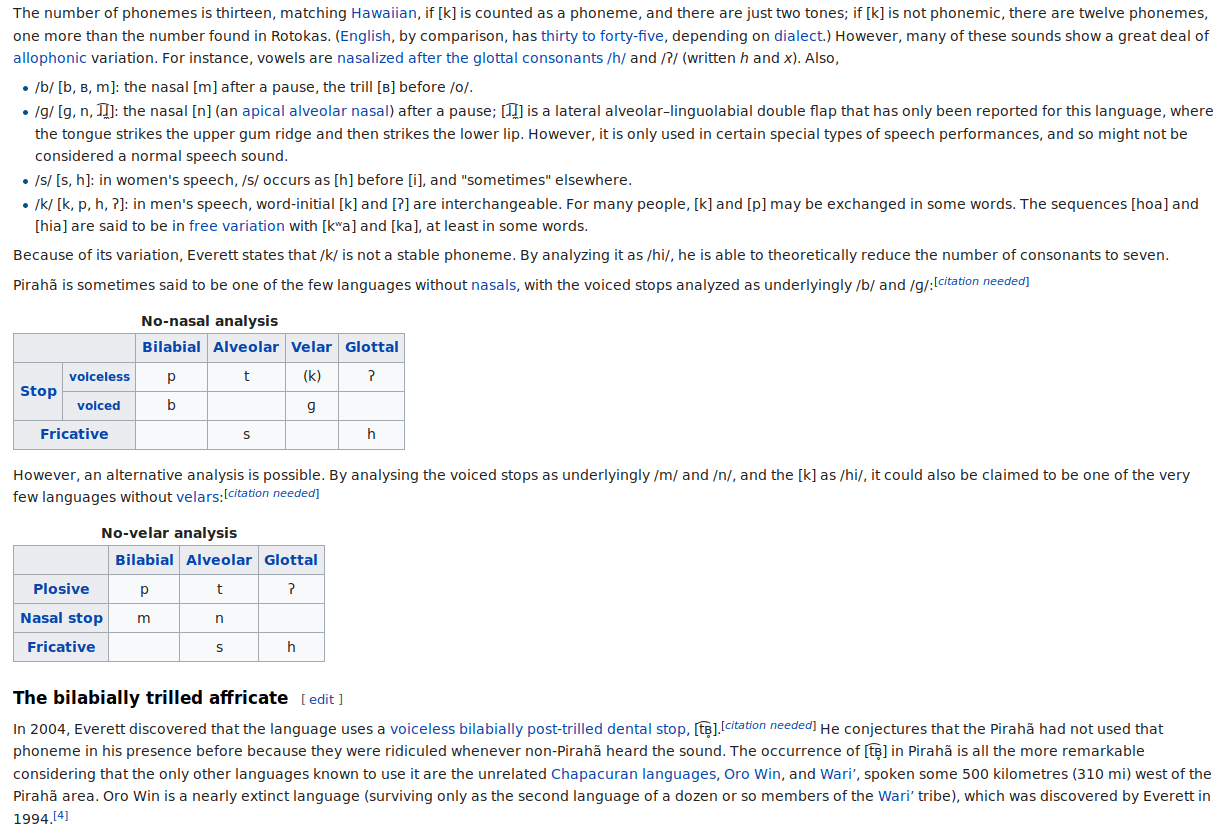 The number of phonemes is thirteen, matching Hawaiian, if [k] is counted as a phoneme, and there are just two tones; if [k] is not phonemic, there are twelve phonemes,
one more than the number found in Rotokas. (English, by comparison, has thirty to forty-five, depending on dialect.) However, many of these sounds show a great deal of
allophonic variation. For instance, vowels are nasalized after the glottal consonants /h/ and /ʔ/ (written h and x). Also,
• /b/ [b, ʙ, m]: the nasal [m] after a pause, the trill [ʙ] before /o/.
• /ɡ/ [ɡ, n, ɺ͡ɺ̼]: the nasal [n] (an apical alveolar nasal) after a pause; [ɺ͡ɺ̼] is a lateral alveolar–linguolabial double flap that has only been reported for this language, where
the tongue strikes the upper gum ridge and then strikes the lower lip. However, it is only used in certain special types of speech performances, and so might not be
considered a normal speech sound.
• /s/ [s, h]: in women's speech, /s/ occurs as [h] before [i], and "sometimes" elsewhere.
• /k/ [k, p, h, ʔ]: in men's speech, word-initial [k] and [ʔ] are interchangeable. For many people, [k] and [p] may be exchanged in some words. The sequences [hoa] and
[hia] are said to be in free variation with [kʷa] and [ka], at least in some words.
Because of its variation, Everett states that /k/ is not a stable phoneme. By analyzing it as /hi/, he is able to theoretically reduce the number of consonants to seven.
Pirahã is sometimes said to be one of the few languages without nasals, with the voiced stops analyzed as underlyingly /b/ and /ɡ/:[citation needed]
No-nasal analysis
Bilabial Alveolar Velar Glottal
Stop voiceless p t (k) ʔ
voiced b ɡ
Fricative s h
However, an alternative analysis is possible. By analysing the voiced stops as underlyingly /m/ and /n/, and the [k] as /hi/, it could also be claimed to be one of the very
few languages without velars:[citation needed]
No-velar analysis
Bilabial Alveolar Glottal
Plosive p t ʔ
Nasal stop m n
Fricative s h
The bilabially trilled affricate [ edit ]
In 2004, Everett discovered that the language uses a voiceless bilabially post-trilled dental stop, [t͡ʙ̥].[citation needed] He conjectures that the Pirahã had not used that
phoneme in his presence before because they were ridiculed whenever non-Pirahã heard the sound. The occurrence of [t͡ʙ̥] in Pirahã is all the more remarkable
considering that the only other languages known to use it are the unrelated Chapacuran languages, Oro Win, and Wari’, spoken some 500 kilometres (310 mi) west of the
Pirahã area. Oro Win is a nearly extinct language (surviving only as the second language of a dozen or so members of the Wari’ tribe), which was discovered by Everett in
1994.[4]